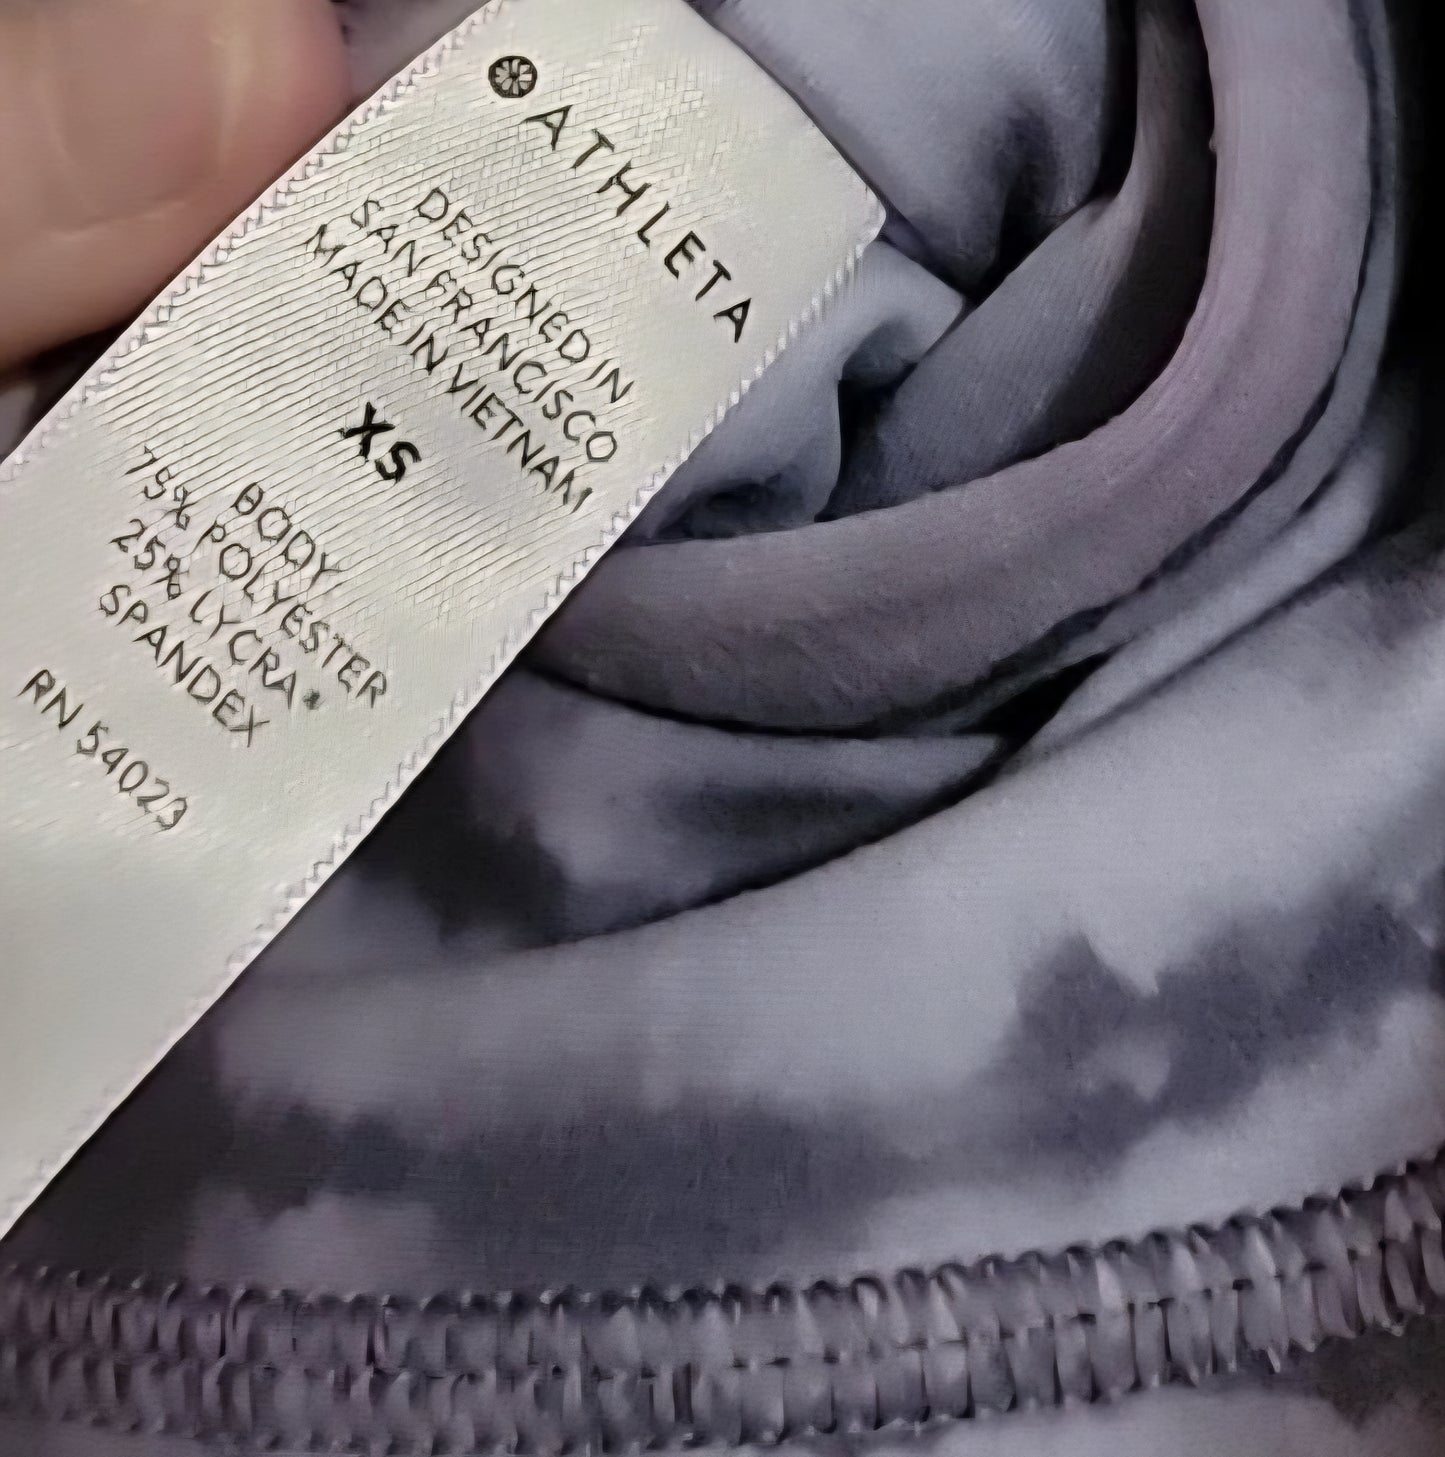 ATHLETA
DESIGNED IN
SAN FRANCISCO
MADE IN VIETNAM
XS
BODY
75% POLYESTER
25% LYCRA®
SPANDEX
RN 54023